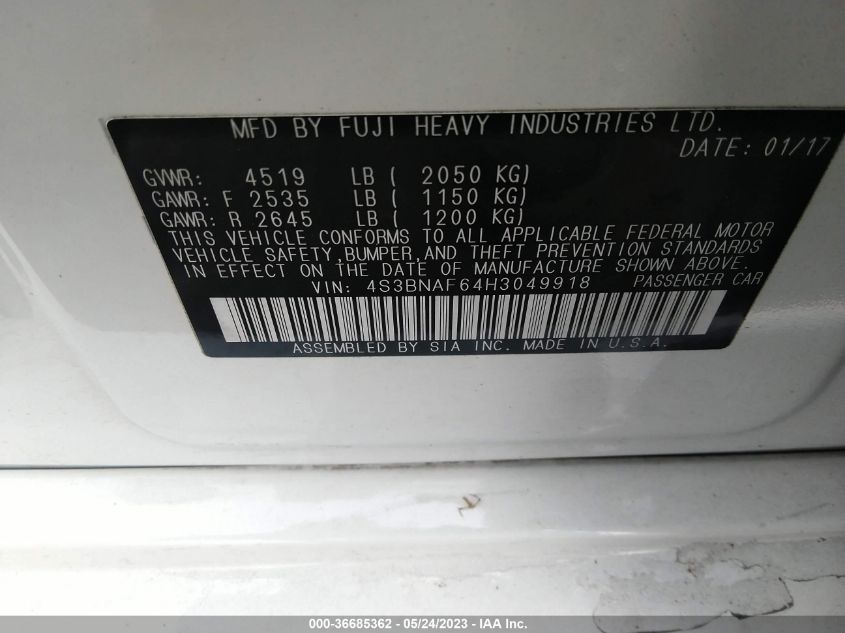 MFD BY FUJI HEAVY INDUSTRIES LTD.
DATE: 01/17
GVWR: 4519 LB ( 2050 KG)
GAWR: F 2535 LB ( 1150 KG)
GAWR: R 2645 LB ( 1200 KG)
THIS VEHICLE CONFORMS TO ALL APPLICABLE FEDERAL MOTOR
VEHICLE SAFETY,BUMPER,AND THEFT PREVENTION STANDARDS
IN EFFECT ON THE DATE OF MANUFACTURE SHOWN ABOVE.
VIN: 4S3BNAF64H3049918 PASSENGER CAR
ASSEMBLED BY SIA INC. MADE IN U.S.A.
000-36685362 - 05/24/2023 - IAA Inc.